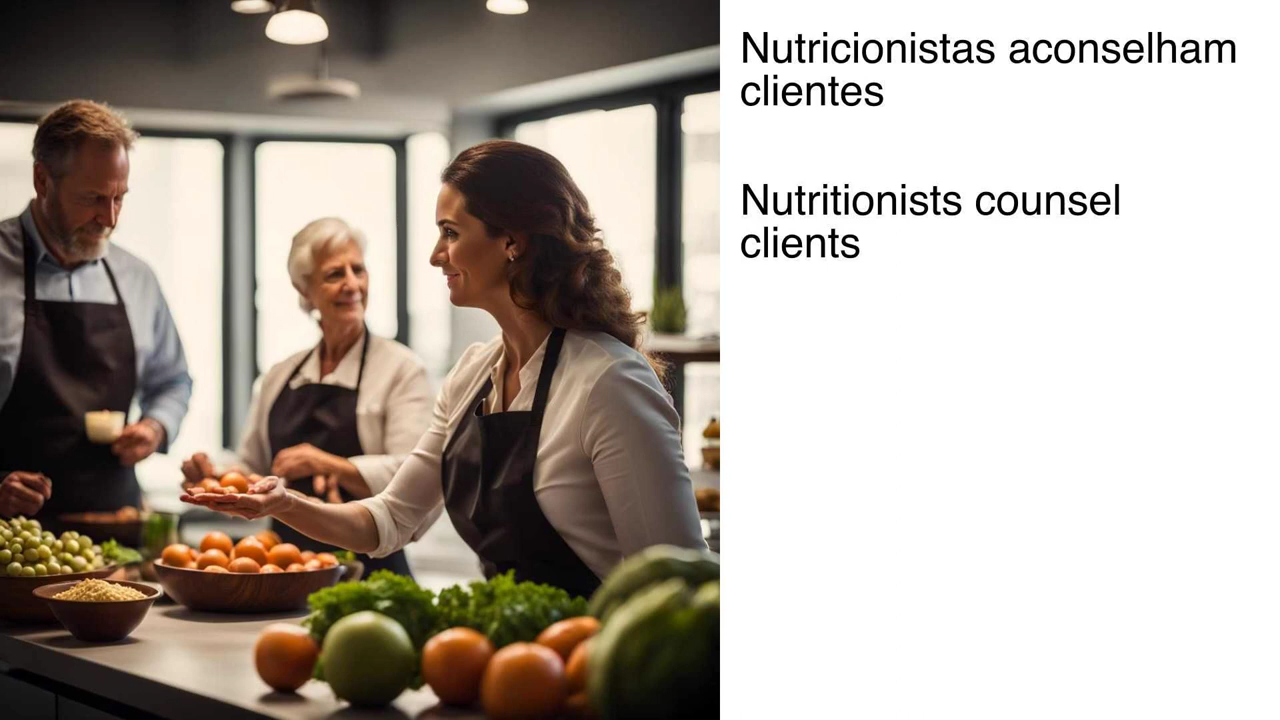 Nutricionistas aconselham
clientes
Nutritionists counsel
clients